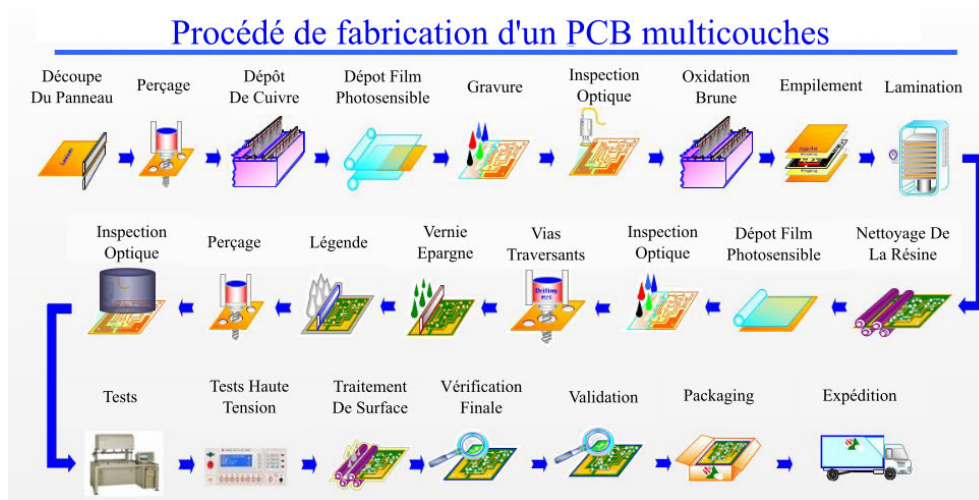 Procédé de fabrication d'un PCB multicouches
Découpe
Du Panneau
Perçage
Dépôt
De Cuivre
Dépot Film
Photosensible
Gravure
Inspection
Optique
Oxidation
Brune
Empilement
Lamination
Inspection
Optique
Perçage
Légende
Vernie
Epargne
Vias
Traversants
Inspection
Optique
Dépot Film
Photosensible
Nettoyage De
La Résine
Tests
Tests Haute
Tension
Traitement
De Surface
Vérification
Finale
Validation
Packaging
Expédition